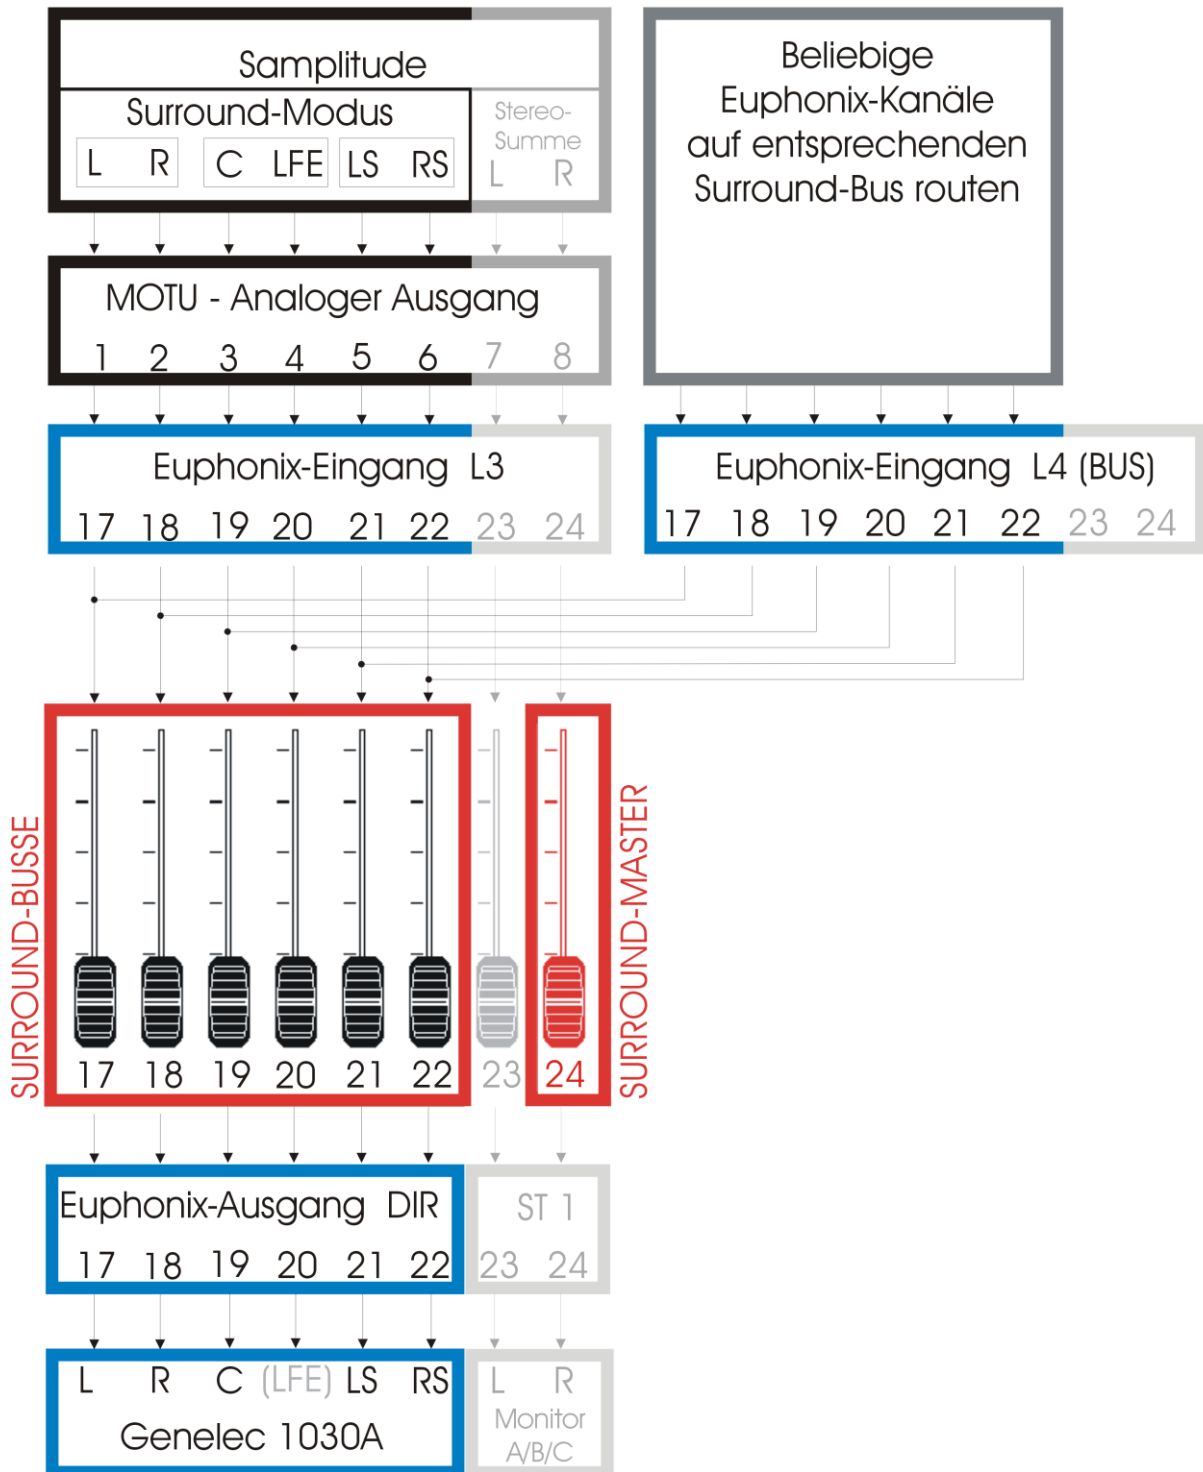 Samplitude
Surround-Modus
L R C LFE LS RS
Stereo-
Summe
L R
Beliebige
Euphonix-Kanäle
auf entsprechenden
Surround-Bus routen
MOTU - Analoger Ausgang
1 2 3 4 5 6 7 8
Euphonix-Eingang L3
17 18 19 20 21 22 23 24
Euphonix-Eingang L4 (BUS)
17 18 19 20 21 22 23 24
SURROUND-BUSSE
17 18 19 20 21 22 23 24
SURROUND-MASTER
Euphonix-Ausgang DIR
17 18 19 20 21 22
ST 1
23 24
L R C (LFE) LS RS
Genelec 1030A
L R
Monitor
A/B/C